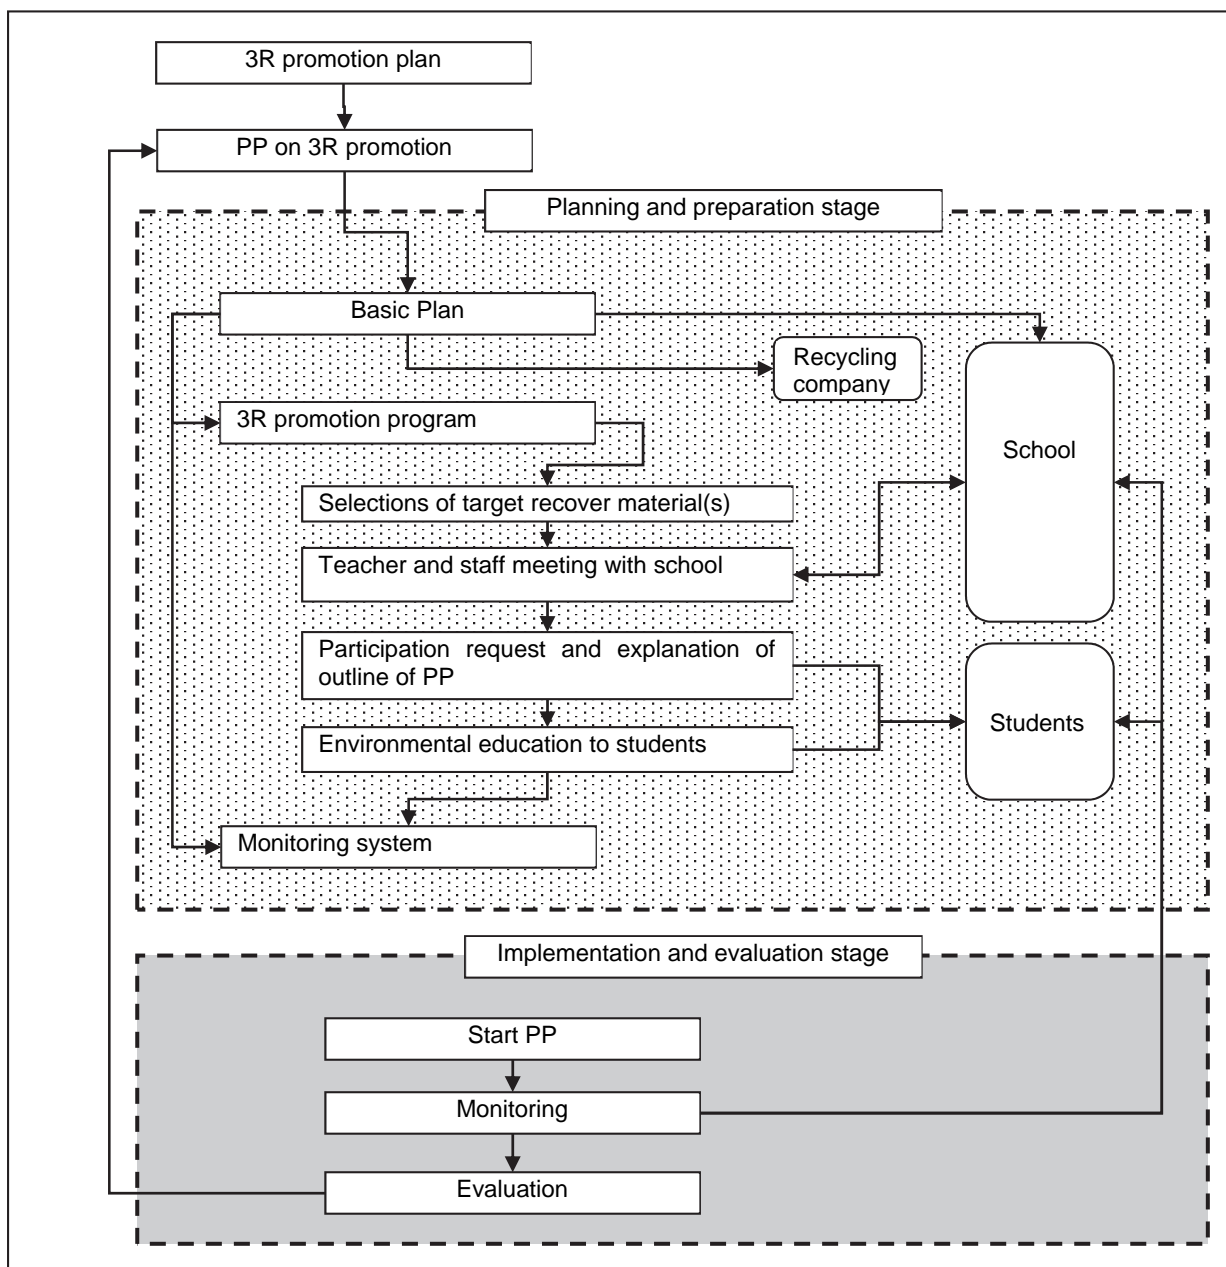 3R promotion plan
PP on 3R promotion
Planning and preparation stage
Basic Plan
Recycling
company
3R promotion program
School
Selections of target recover material(s)
Teacher and staff meeting with school
Participation request and explanation of
outline of PP
Students
Environmental education to students
Monitoring system
Implementation and evaluation stage
Start PP
Monitoring
Evaluation